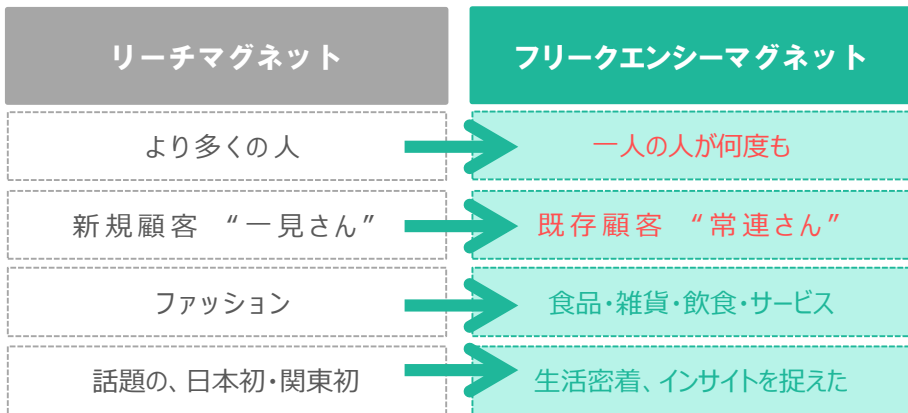 リーチマグネット
フリークエンシーマグネット
より多くの人
一人の人が何度も
新規顧客 “一見さん”
既存顧客 “常連さん”
ファッション
食品・雑貨・飲食・サービス
話題の、日本初・関東初
生活密着、インサイトを捉えた